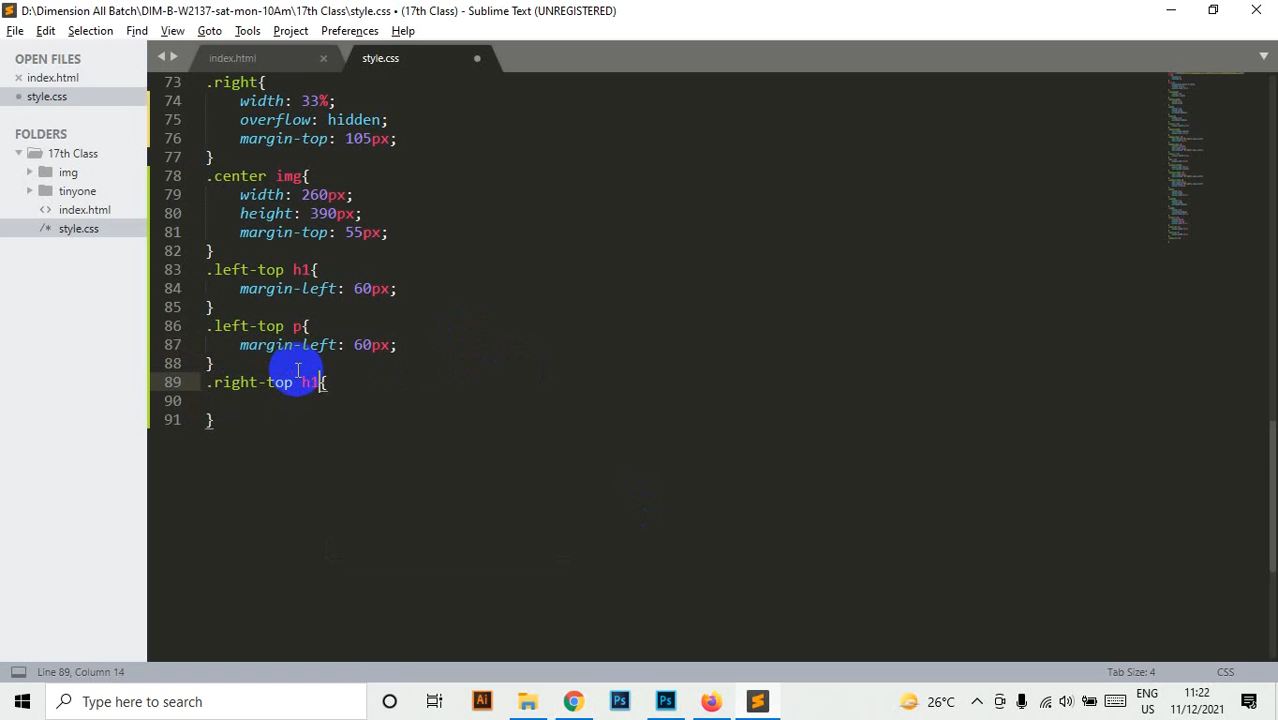 D:\Dimension All Batch\DIM-B-W2137-sat-mon-10Am\17th Class\style.css • (17th Class) - Sublime Text (UNREGISTERED)
File Edit Selection Find View Goto Tools Project Preferences Help
OPEN FILES
index.html
style.css
FOLDERS
17th Class
img
tinyone
index.html
style.css
index.html
style.css
73 .right{
74 width: 33%;
75 overflow: hidden;
76 margin-top: 105px;
77 }
78 .center img{
79 width: 260px;
80 height: 390px;
81 margin-top: 55px;
82 }
83 .left-top h1{
84 margin-left: 60px;
85 }
86 .left-top p{
87 margin-left: 60px;
88 }
89 .right-top h1{
90
91 }
Line 89, Column 14
Tab Size: 4
CSS
Type here to search
26°C
ENG
US
11:22
11/12/2021